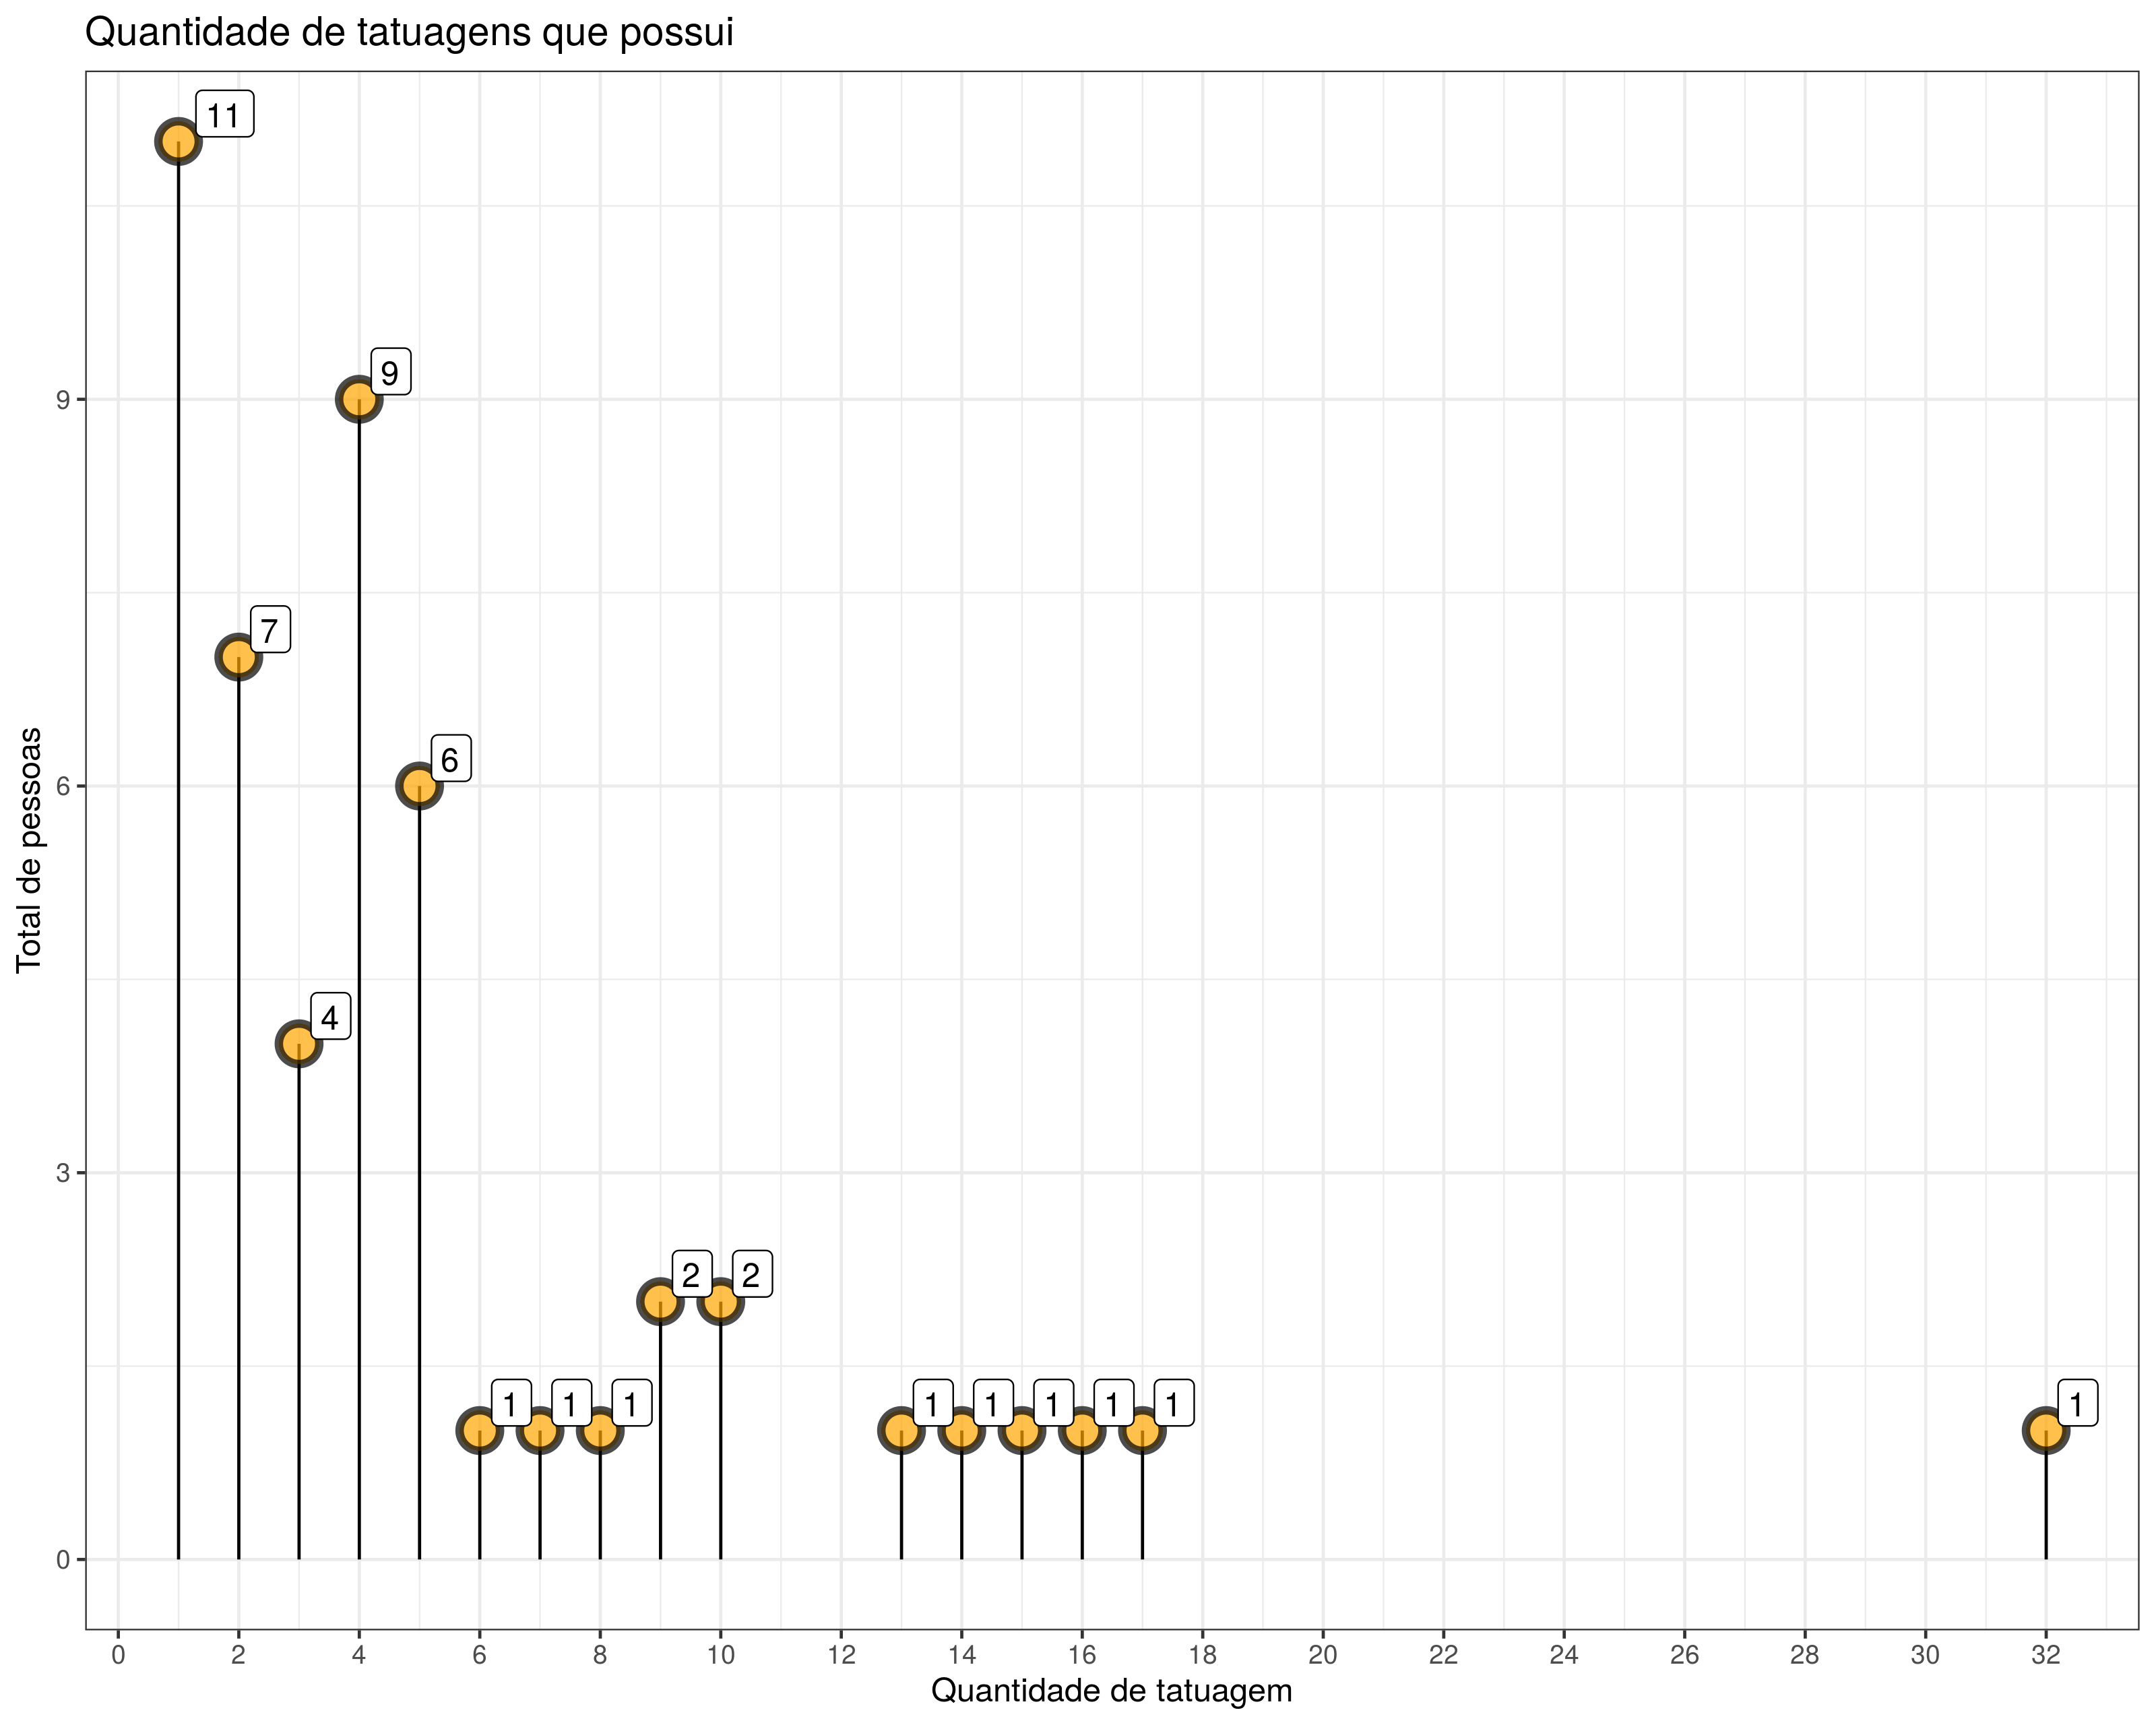 Quantidade de tatuagens que possui
11
9
9
7
6
6
4
Total de pessoas
3
2 2
1 1 1 1 1 1 1 1 1
0
0 2 4 6 8 10 12 14 16 18 20 22 24 26 28 30 32
Quantidade de tatuagem